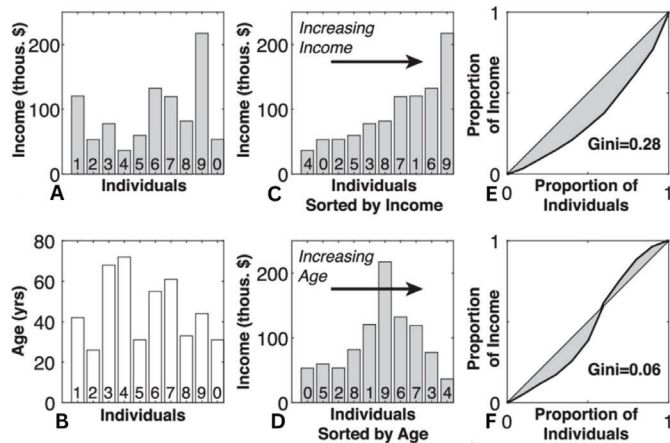 Income (thous. $)
200
100
0
1 2 3 4 5 6 7 8 9 0
A
Individuals
Income (thous. $)
200
100
0
Increasing
Income
4 0 2 5 3 8 7 1 6 9
C
Individuals
Sorted by Income
Proportion
of Income
1
0
Gini=0.28
E
0
1
Proportion of
Individuals
Age (yrs)
80
60
40
20
0
1 2 3 4 5 6 7 8 9 0
B
Individuals
Income (thous. $)
200
100
0
Increasing
Age
0 5 2 8 1 9 6 7 3 4
D
Individuals
Sorted by Age
Proportion
of Income
1
0
Gini=0.06
F
0
1
Proportion of
Individuals